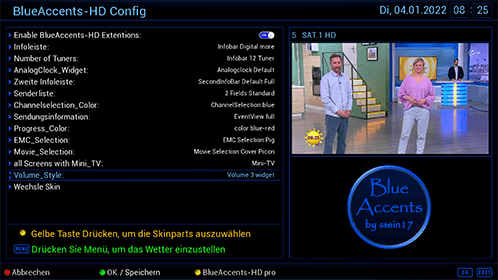 BlueAccents-HD Config
Di, 04.01.2022 08 : 25
Enable BlueAccents-HD Extentions:
Infoleiste: Infobar Digital more
Number of Tuners: Infobar 12 Tuner
AnalogClock_Widget: Analogclock Default
Zweite Infoleiste: SecondInfoBar Default Full
Senderliste: 2 Fields Standard
Channelselection_Color: ChannelSelection blue
Sendungsinformation: EventView full
Progress_Color: color blue-red
EMC_Selection: EMC Selection Pig
Movie_Selection: Movie Selection Cover Picon
all Screens with Mini_TV: Mini-TV
Volume_Style: Volume 3 widget
Wechsle Skin
5 SAT.1 HD
08:25
Blue
Accents
by stein17
Gelbe Taste Drücken, um die Skinparts auszuwählen
MENU Drücken Sie Menü, um das Wetter einzustellen
Abbrechen OK / Speichern BlueAccents-HD pro OK EXIT